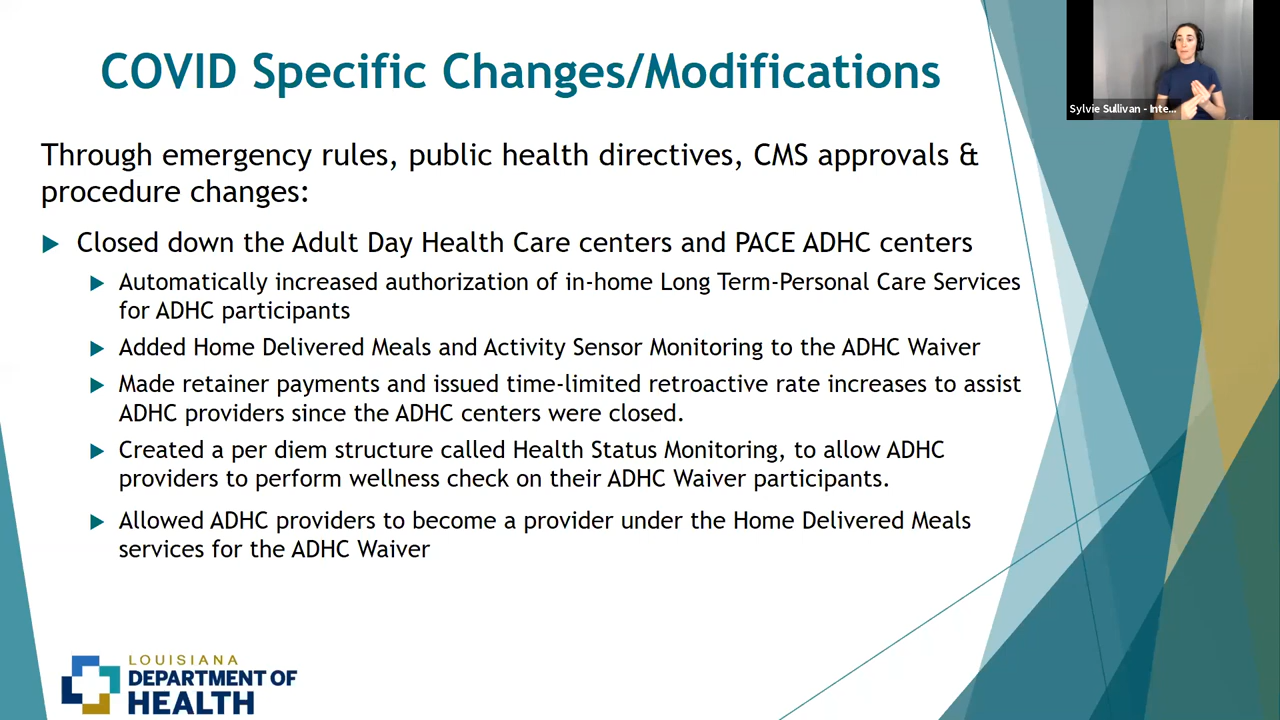 COVID Specific Changes/Modifications
Sylvie Sullivan - Inte...
Through emergency rules, public health directives, CMS approvals &
procedure changes:
Closed down the Adult Day Health Care centers and PACE ADHC centers
Automatically increased authorization of in-home Long Term-Personal Care Services
for ADHC participants
Added Home Delivered Meals and Activity Sensor Monitoring to the ADHC Waiver
Made retainer payments and issued time-limited retroactive rate increases to assist
ADHC providers since the ADHC centers were closed.
Created a per diem structure called Health Status Monitoring, to allow ADHC
providers to perform wellness check on their ADHC Waiver participants.
Allowed ADHC providers to become a provider under the Home Delivered Meals
services for the ADHC Waiver
LOUISIANA
DEPARTMENT OF
HEALTH